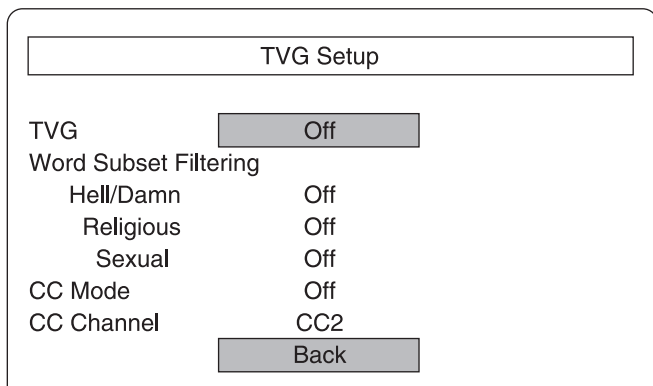 TVG Setup
TVG Off
Word Subset Filtering
Hell/Damn Off
Religious Off
Sexual Off
CC Mode Off
CC Channel CC2
Back